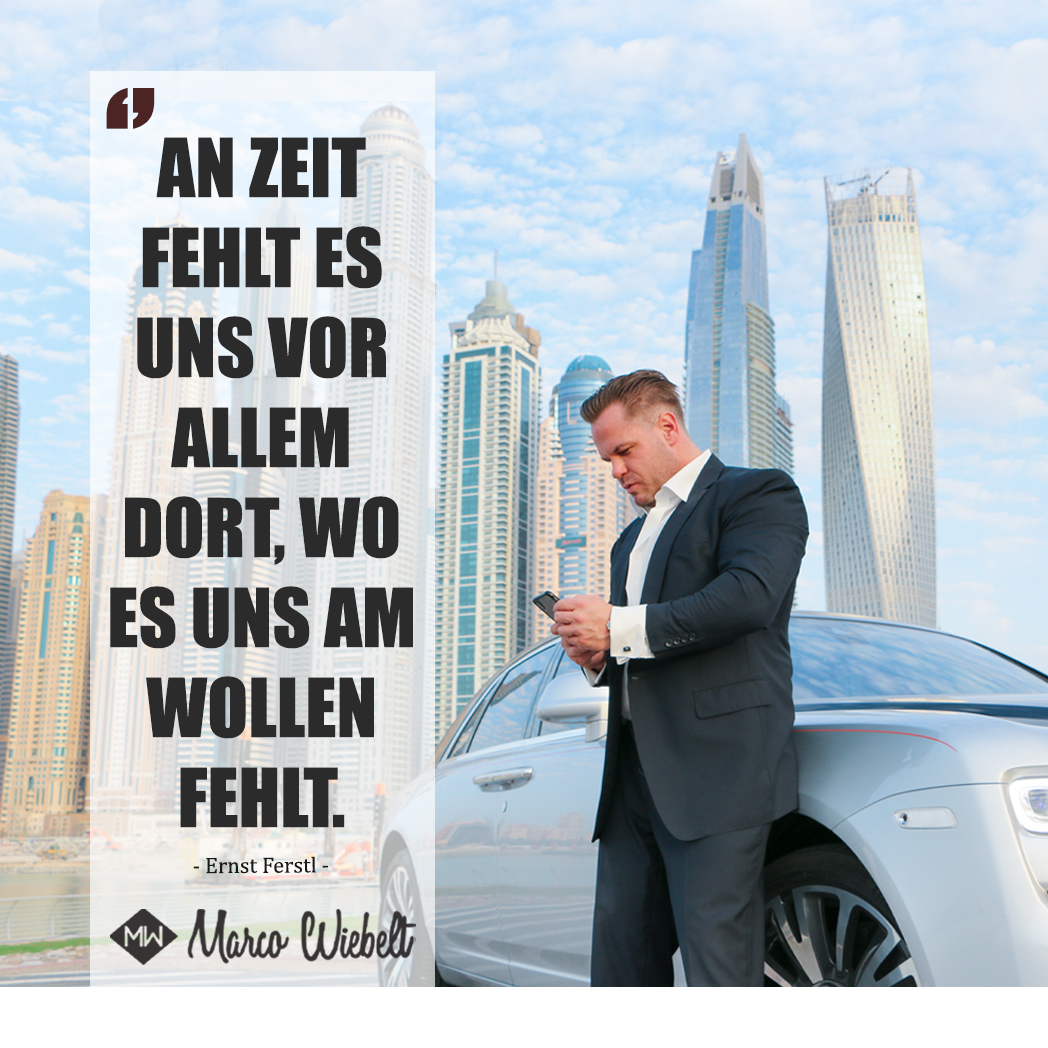 AN ZEIT
FEHLT ES
UNS VOR
ALLEM
DORT, WO
ES UNS AM
WOLLEN
FEHLT.
- Ernst Ferstl -
MW Marco Wiebelt